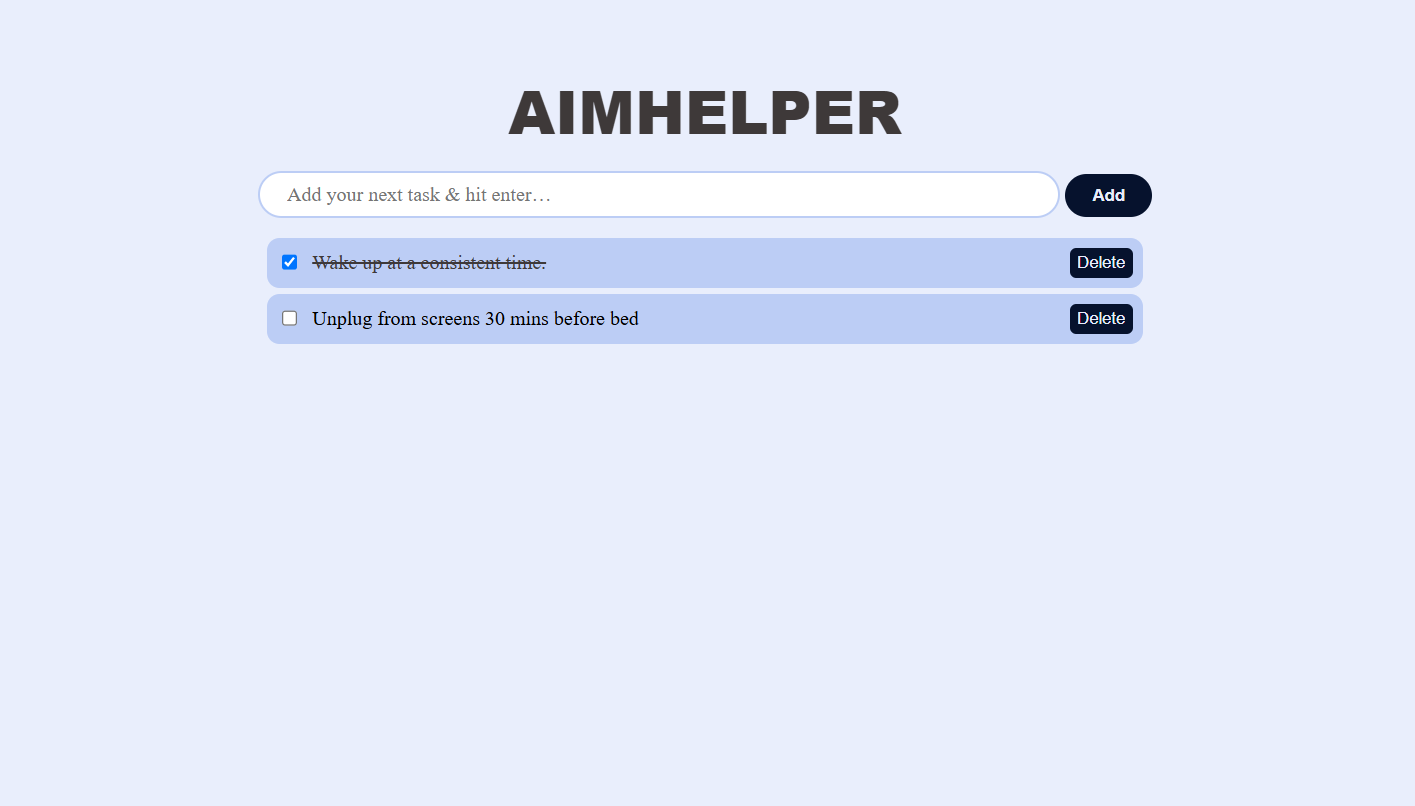 AIMHELPER
Add your next task & hit enter…
Add
Wake up at a consistent time.
Delete
Unplug from screens 30 mins before bed
Delete